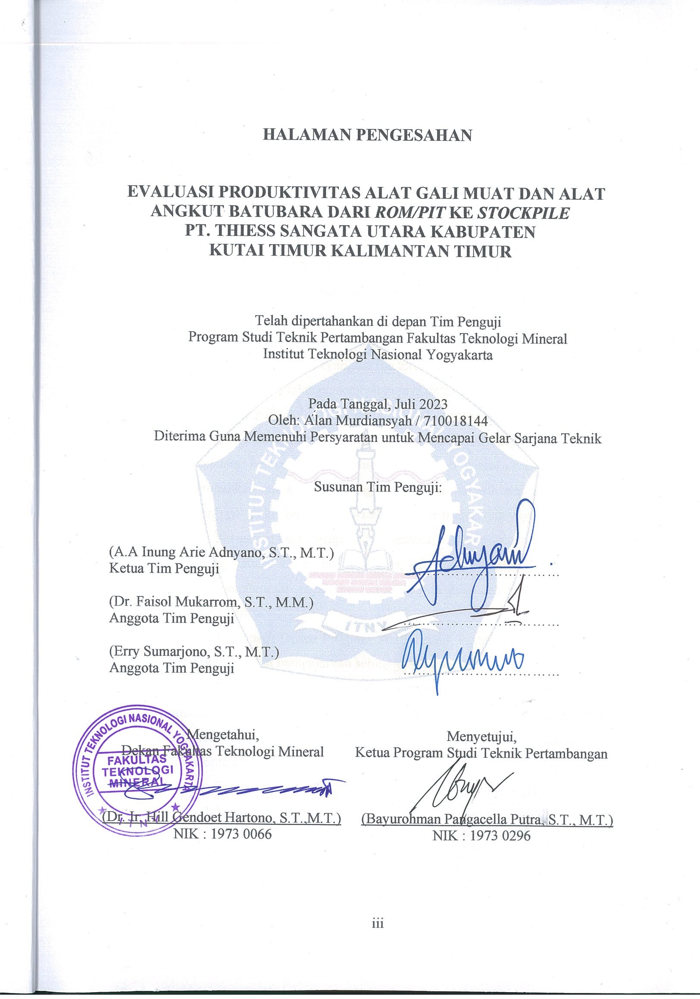 HALAMAN PENGESAHAN
EVALUASI PRODUKTIVITAS ALAT GALI MUAT DAN ALAT
ANGKUT BATUBARA DARI ROM/PIT KE STOCKPILE
PT. THIESS SANGATA UTARA KABUPATEN
KUTAI TIMUR KALIMANTAN TIMUR
Telah dipertahankan di depan Tim Penguji
Program Studi Teknik Pertambangan Fakultas Teknologi Mineral
Institut Teknologi Nasional Yogyakarta
Pada Tanggal, Juli 2023
Oleh: Alan Murdiansyah / 710018144
Diterima Guna Memenuhi Persyaratan untuk Mencapai Gelar Sarjana Teknik
INSTITUT TEKNOLOGI NASIONAL YOGYAKARTA
Susunan Tim Penguji:
(A.A Inung Arie Adnyano, S.T., M.T.)
Ketua Tim Penguji
(Dr. Faisol Mukarrom, S.T., M.M.)
Anggota Tim Penguji
ITNY
(Erry Sumarjono, S.T., M.T.)
Anggota Tim Penguji
Mengetahui,
Dekan Fakultas Teknologi Mineral
INSTITUT TEKNOLOGI NASIONAL YOGYAKARTA
FAKULTAS
TEKNOLOGI
MINERAL
ITNY
(Dr. Ir. Hill Gendoet Hartono, S.T.,M.T.)
NIK : 1973 0066
Menyetujui,
Ketua Program Studi Teknik Pertambangan
(Bayurohman Pangacella Putra, S.T., M.T.)
NIK : 1973 0296
iii